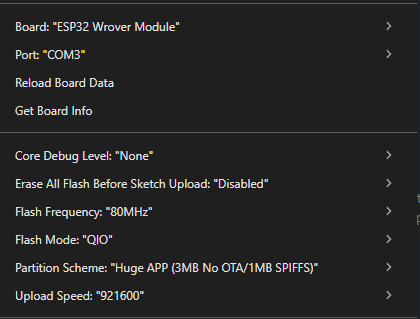 Board: "ESP32 Wrover Module"
Port: "COM3"
Reload Board Data
Get Board Info
Core Debug Level: "None"
Erase All Flash Before Sketch Upload: "Disabled"
Flash Frequency: "80MHz"
Flash Mode: "QIO"
Partition Scheme: "Huge APP (3MB No OTA/1MB SPIFFS)"
Upload Speed: "921600"